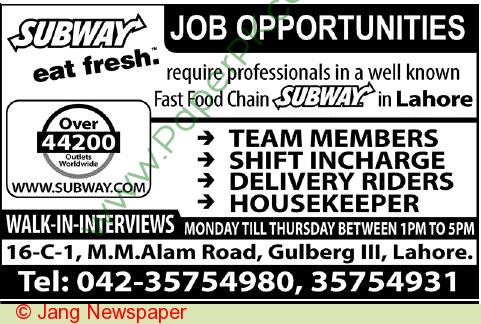 SUBWAY
eat fresh.™
JOB OPPORTUNITIES
require professionals in a well known
Fast Food Chain SUBWAY in Lahore
Over
44200
Outlets
Worldwide
WWW.SUBWAY.COM
➔ TEAM MEMBERS
➔ SHIFT INCHARGE
➔ DELIVERY RIDERS
➔ HOUSEKEEPER
WALK-IN-INTERVIEWS MONDAY TILL THURSDAY BETWEEN 1PM TO 5PM
16-C-1, M.M.Alam Road, Gulberg III, Lahore.
Tel: 042-35754980, 35754931
© Jang Newspaper